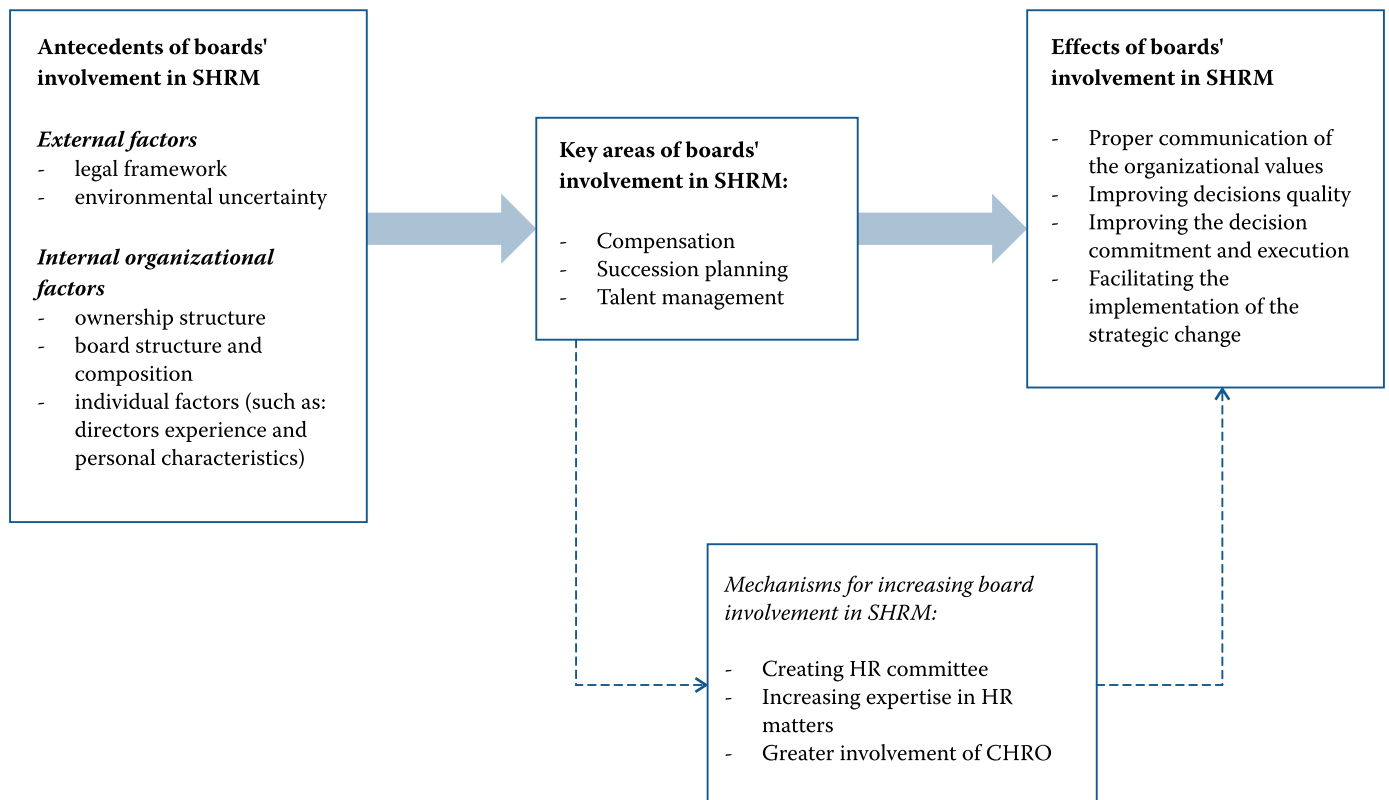 Antecedents of boards'
involvement in SHRM
External factors
- legal framework
- environmental uncertainty
Internal organizational
factors
- ownership structure
- board structure and
composition
- individual factors (such as:
directors experience and
personal characteristics)
Key areas of boards'
involvement in SHRM:
- Compensation
- Succession planning
- Talent management
Effects of boards'
involvement in SHRM
- Proper communication of
the organizational values
- Improving decisions quality
- Improving the decision
commitment and execution
- Facilitating the
implementation of the
strategic change
Mechanisms for increasing board
involvement in SHRM:
- Creating HR committee
- Increasing expertise in HR
matters
- Greater involvement of CHRO